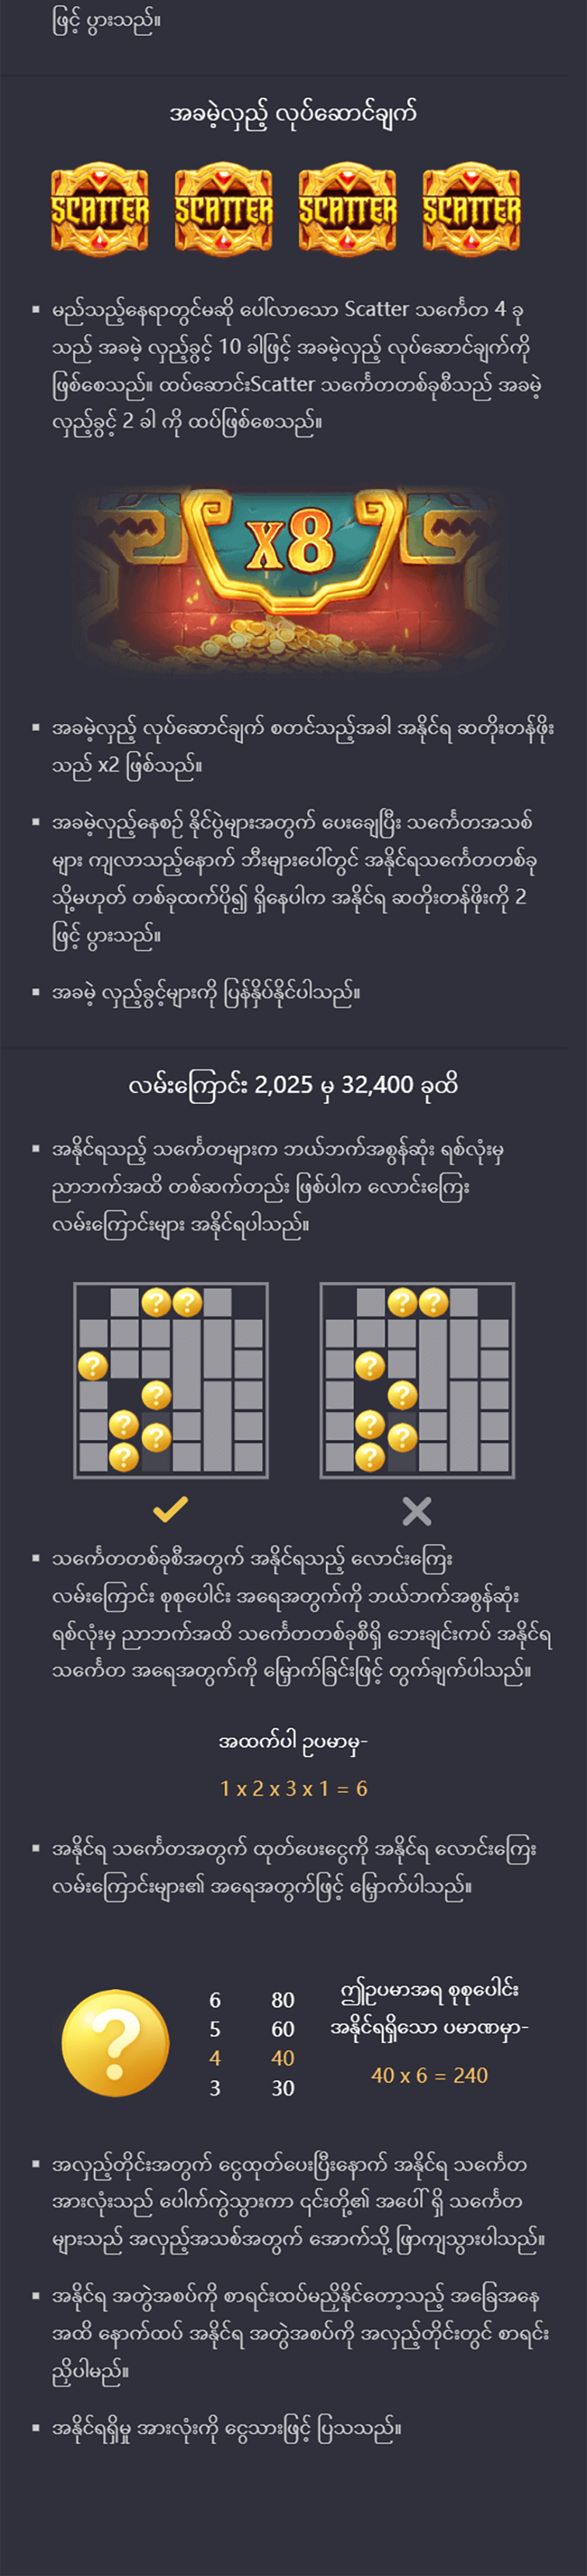 ဖြင့် ပွားသည်။
အခမဲ့လှည့် လုပ်ဆောင်ချက်
SCATTER SCATTER SCATTER SCATTER
▪ မည်သည့်နေရာတွင်မဆို ပေါ်လာသော Scatter သင်္ကေတ 4 ခု
သည် အခမဲ့ လှည့်ခွင့် 10 ခါဖြင့် အခမဲ့လှည့် လုပ်ဆောင်ချက်ကို
ဖြစ်စေသည်။ ထပ်ဆောင်းScatter သင်္ကေတတစ်ခုစီသည် အခမဲ့
လှည့်ခွင့် 2 ခါ ကို ထပ်ဖြစ်စေသည်။
x8
▪ အခမဲ့လှည့် လုပ်ဆောင်ချက် စတင်သည့်အခါ အနိုင်ရ ဆတိုးတန်ဖိုး
သည် x2 ဖြစ်သည်။
▪ အခမဲ့လှည့်နေစဉ် နိုင်ပွဲများအတွက် ပေးချေပြီး သင်္ကေတအသစ်
များ ကျလာသည့်နောက် ဘီးများပေါ်တွင် အနိုင်ရသင်္ကေတတစ်ခု
သို့မဟုတ် တစ်ခုထက်ပို၍ ရှိနေပါက အနိုင်ရ ဆတိုးတန်ဖိုးကို 2
ဖြင့် ပွားသည်။
▪ အခမဲ့ လှည့်ခွင့်များကို ပြန်နှိပ်နိုင်ပါသည်။
လမ်းကြောင်း 2,025 မှ 32,400 ခုထိ
▪ အနိုင်ရသည့် သင်္ကေတများက ဘယ်ဘက်အစွန်ဆုံး ရစ်လုံးမှ
ညာဘက်အထိ တစ်ဆက်တည်း ဖြစ်ပါက လောင်းကြေး
လမ်းကြောင်းများ အနိုင်ရပါသည်။
▪ သင်္ကေတတစ်ခုစီအတွက် အနိုင်ရသည့် လောင်းကြေး
လမ်းကြောင်း စုစုပေါင်း အရေအတွက်ကို ဘယ်ဘက်အစွန်ဆုံး
ရစ်လုံးမှ ညာဘက်အထိ သင်္ကေတတစ်ခုစီရှိ ဘေးချင်းကပ် အနိုင်ရ
သင်္ကေတ အရေအတွက်ကို မြှောက်ခြင်းဖြင့် တွက်ချက်ပါသည်။
အထက်ပါ ဥပမာမှ-
1 x 2 x 3 x 1 = 6
▪ အနိုင်ရ သင်္ကေတအတွက် ထုတ်ပေးငွေကို အနိုင်ရ လောင်းကြေး
လမ်းကြောင်းများ၏ အရေအတွက်ဖြင့် မြှောက်ပါသည်။
6 80
5 60
4 40
3 30
ဤဥပမာအရ စုစုပေါင်း
အနိုင်ရရှိသော ပမာဏမှာ-
40 x 6 = 240
▪ အလှည့်တိုင်းအတွက် ငွေထုတ်ပေးပြီးနောက် အနိုင်ရ သင်္ကေတ
အားလုံးသည် ပေါက်ကွဲသွားကာ ၎င်းတို့၏ အပေါ် ရှိ သင်္ကေတ
များသည် အလှည့်အသစ်အတွက် အောက်သို့ ဖြာကျသွားပါသည်။
▪ အနိုင်ရ အတွဲအစပ်ကို စာရင်းထပ်မညှိနိုင်တော့သည့် အခြေအနေ
အထိ နောက်ထပ် အနိုင်ရ အတွဲအစပ်ကို အလှည့်တိုင်းတွင် စာရင်း
ညှိပါမည်။
▪ အနိုင်ရရှိမှု အားလုံးကို ငွေသားဖြင့် ပြသသည်။